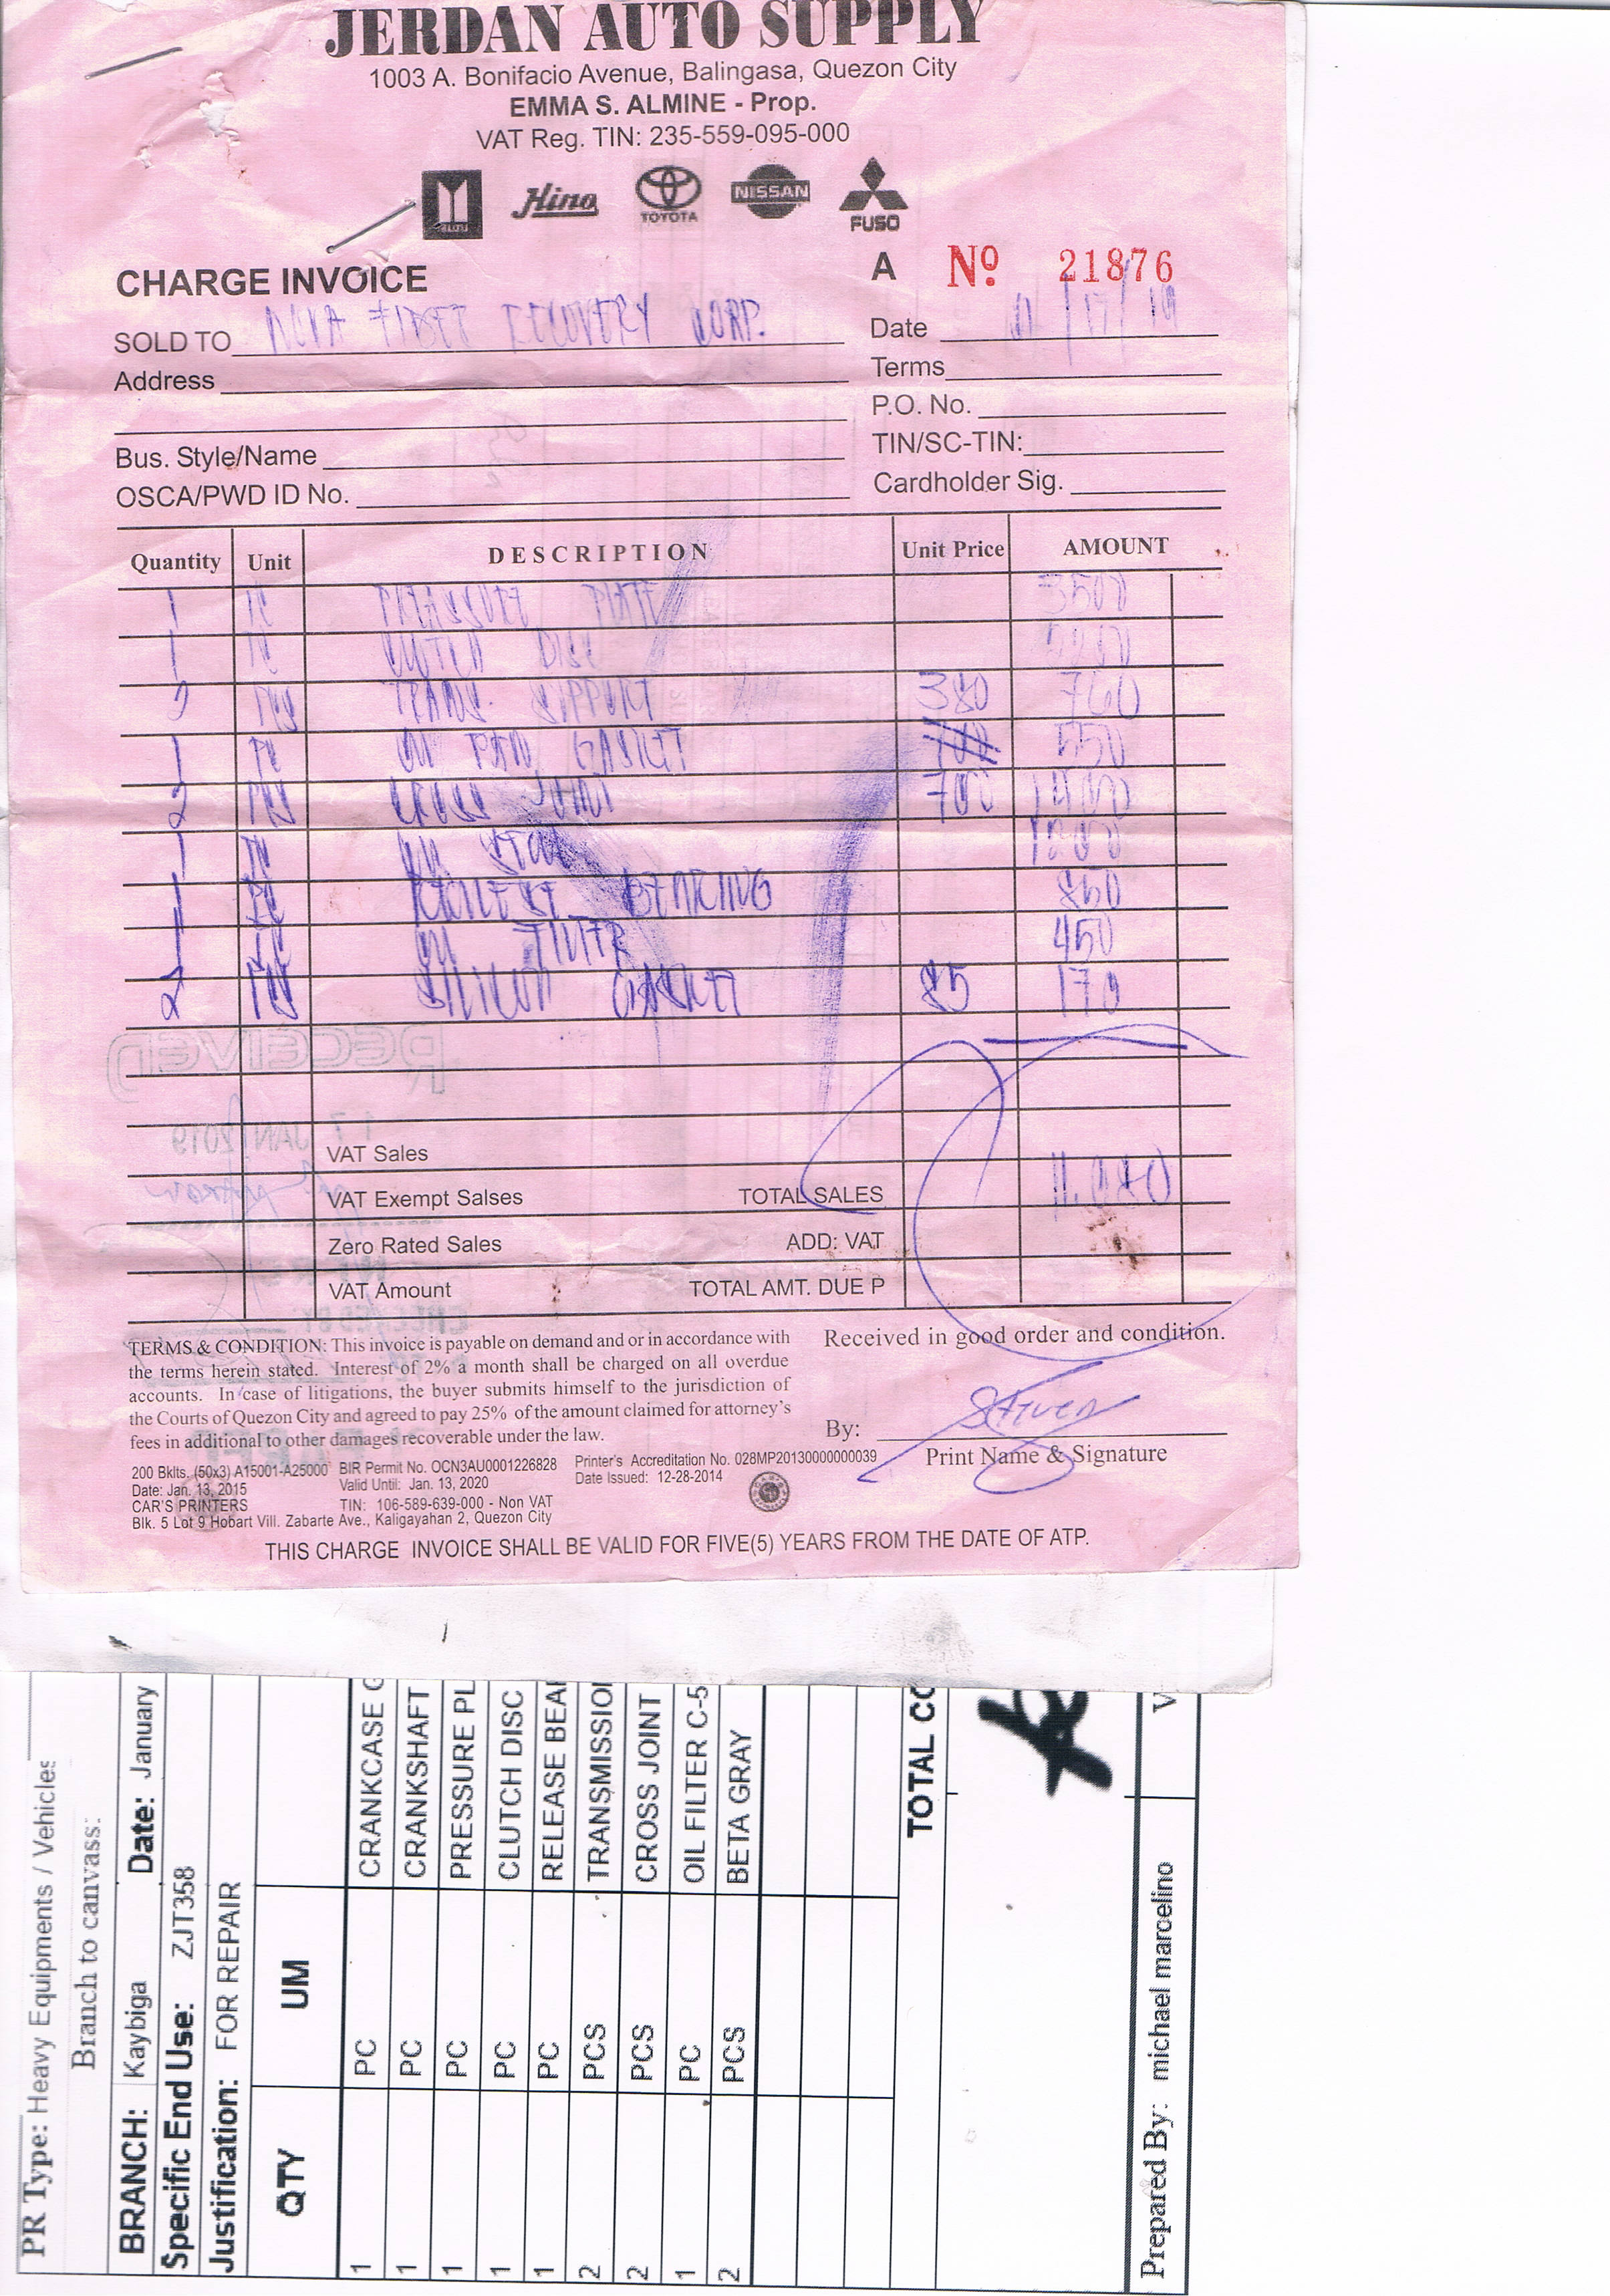 JERDAN AUTO SUPPLY
1003 A. Bonifacio Avenue, Balingasa, Quezon City
EMMA S. ALMINE - Prop.
VAT Reg. TIN: 235-559-095-000
ISUZU Hino TOYOTA NISSAN FUSO
CHARGE INVOICE A Nº 21876
SOLD TO RECOVERY CORP. Date
Address Terms
P.O. No.
Bus. Style/Name TIN/SC-TIN:
OSCA/PWD ID No. Cardholder Sig.
Quantity Unit DESCRIPTION Unit Price AMOUNT
1 PC PRESSURE PLATE 3500
1 PC CLUTCH DISC
2 PCS TRANS. SUPPORT 380 760
1 PC OIL PAN GASKET 550
2 PCS CROSS JOINT 700 1400
1 PC OIL
1 PC RELEASE BEARING 850
1 PC OIL FILTER 450
2 PCS SILICON GASKET 85 170
RECEIVED
17 JAN 2019
VAT Sales
VAT Exempt Salses TOTAL SALES
Zero Rated Sales ADD: VAT
VAT Amount TOTAL AMT. DUE P
TERMS & CONDITION: This invoice is payable on demand and or in accordance with
the terms herein stated. Interest of 2% a month shall be charged on all overdue
accounts. In case of litigations, the buyer submits himself to the jurisdiction of
the Courts of Quezon City and agreed to pay 25% of the amount claimed for attorney's
fees in additional to other damages recoverable under the law.
Received in good order and condition.
By:
Print Name & Signature
200 Bklts. (50x3) A15001-A25000 BIR Permit No. OCN3AU0001226828 Printer's Accreditation No. 028MP20130000000039
Date: Jan. 13, 2015 Valid Until: Jan. 13, 2020 Date Issued: 12-28-2014
CAR'S PRINTERS TIN: 106-589-639-000 - Non VAT
Blk. 5 Lot 9 Hobart Vill. Zabarte Ave., Kaligayahan 2, Quezon City
THIS CHARGE INVOICE SHALL BE VALID FOR FIVE(5) YEARS FROM THE DATE OF ATP.
PR Type: Heavy Equipments / Vehicles
Branch to canvass:
BRANCH: Kaybiga Date: January
Specific End Use: ZJT358
Justification: FOR REPAIR
QTY UM
1 PC CRANKCASE G
1 PC CRANKSHAFT
1 PC PRESSURE PL
1 PC CLUTCH DISC
1 PC RELEASE BEAR
2 PCS TRANSMISSION
2 PCS CROSS JOINT
1 PC OIL FILTER C-5
2 PCS BETA GRAY
TOTAL CO
Prepared By: michael marcelino V